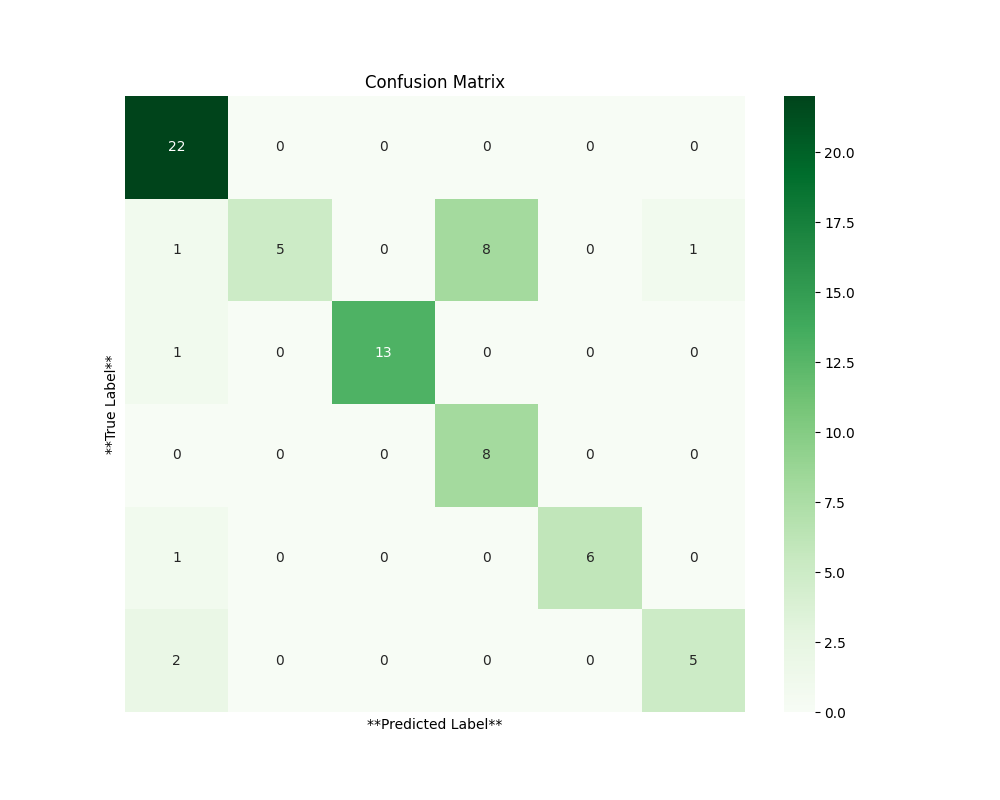 Confusion Matrix
22 0 0 0 0 0
20.0
17.5
1 5 0 8 0 1
15.0
**True Label**
1 0 13 0 0 0
12.5
10.0
0 0 0 8 0 0
7.5
1 0 0 0 6 0
5.0
2 0 0 0 0 5
2.5
0.0
**Predicted Label**